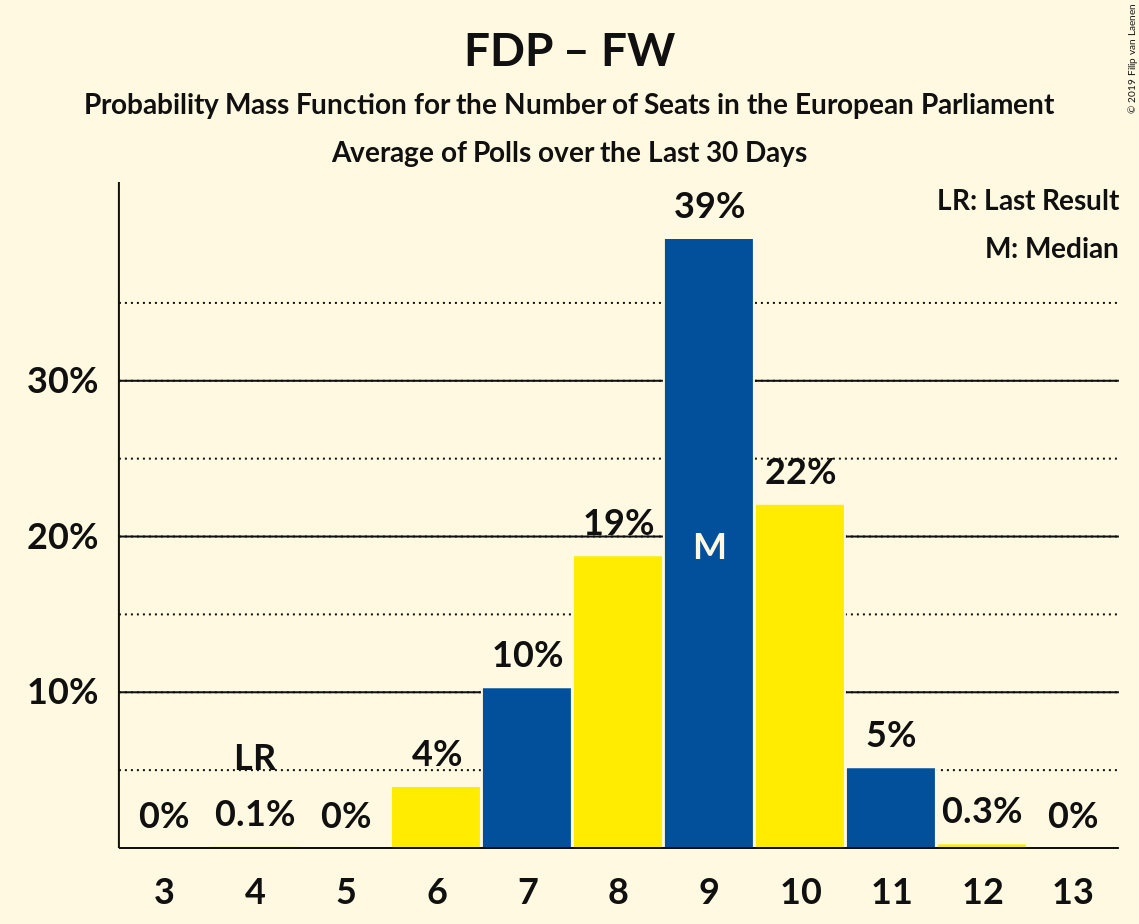 FDP – FW
Probability Mass Function for the Number of Seats in the European Parliament
Average of Polls over the Last 30 Days
© 2019 Filip van Laenen
LR: Last Result
M: Median
39%
30%
22%
19%
20%
M
10%
10%
LR
4%
5%
0%
0.1%
0%
0.3%
0%
3 4 5 6 7 8 9 10 11 12 13